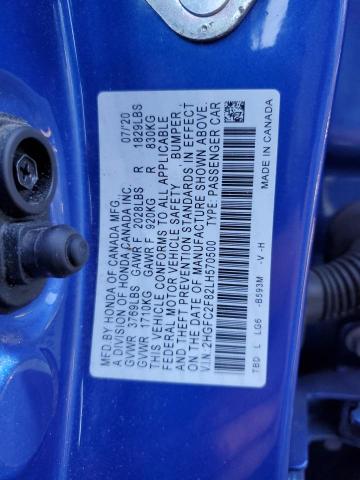 MFD. BY HONDA OF CANADA MFG. 07/20
A DIVISION OF HONDA CANADA INC.
GVWR 3769LBS GAWR F 2028LBS R 1829LBS
GVWR 1710KG GAWR F 920KG R 830KG
THIS VEHICLE CONFORMS TO ALL APPLICABLE
FEDERAL MOTOR VEHICLE SAFETY BUMPER,
AND THEFT PREVENTION STANDARDS IN EFFECT
ON THE DATE OF MANUFACTURE SHOWN ABOVE.
V.I.N. 2HGFC2F82LH570500 TYPE: PASSENGER CAR
MADE IN CANADA
TBD L LG6 -B593M -V -H